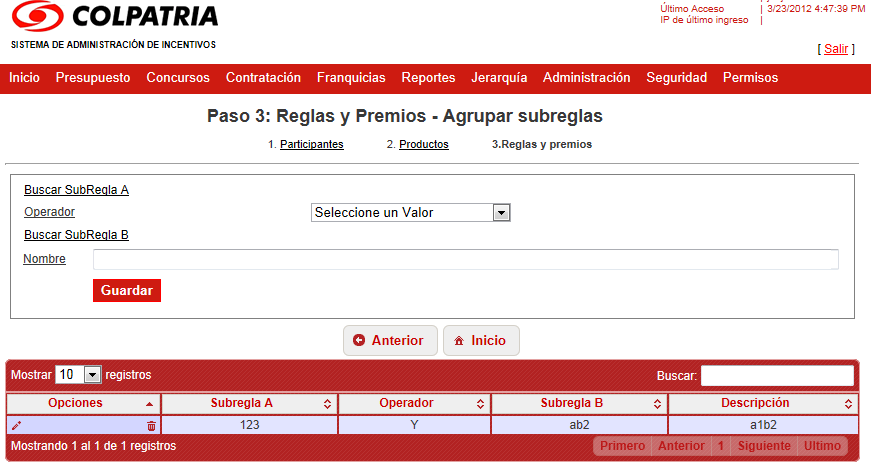 COLPATRIA
SISTEMA DE ADMINISTRACIÓN DE INCENTIVOS
Último Acceso | 3/23/2012 4:47:39 PM
IP de último ingreso |
[ Salir ]
Inicio Presupuesto Concursos Contratación Franquicias Reportes Jerarquía Administración Seguridad Permisos
Paso 3: Reglas y Premios - Agrupar subreglas
1. Participantes 2. Productos 3.Reglas y premios
Buscar SubRegla A
Operador Seleccione un Valor
Buscar SubRegla B
Nombre
Guardar
Anterior Inicio
Mostrar 10 registros Buscar:
Opciones Subregla A Operador Subregla B Descripción
123 Y ab2 a1b2
Mostrando 1 al 1 de 1 registros Primero Anterior 1 Siguiente Ultimo